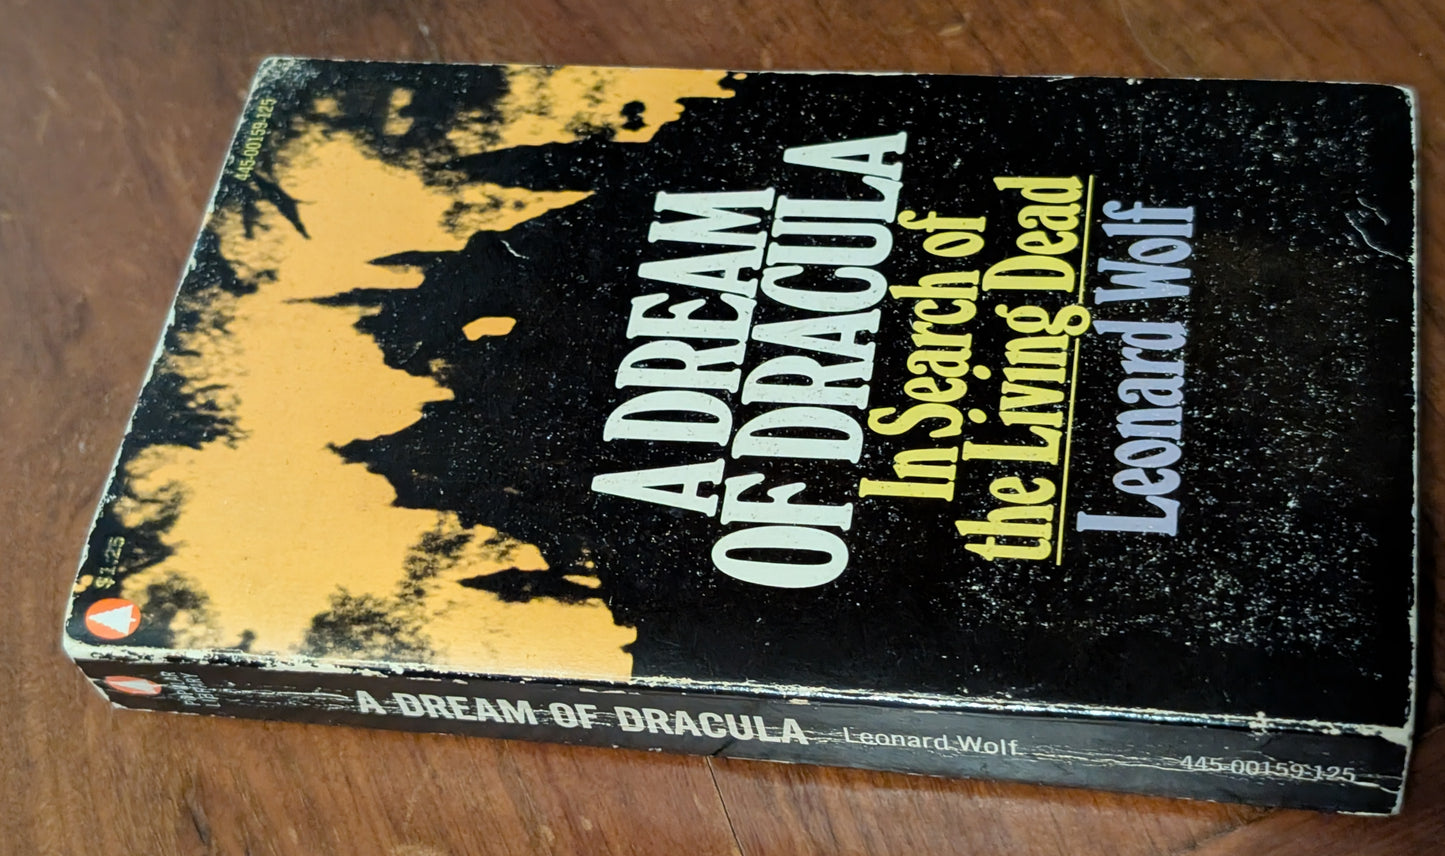 445-00159-125
$1.25
A DREAM
OF DRACULA
In Search of
the Living Dead
Leonard Wolf
A DREAM OF DRACULA Leonard Wolf 445-00159-125